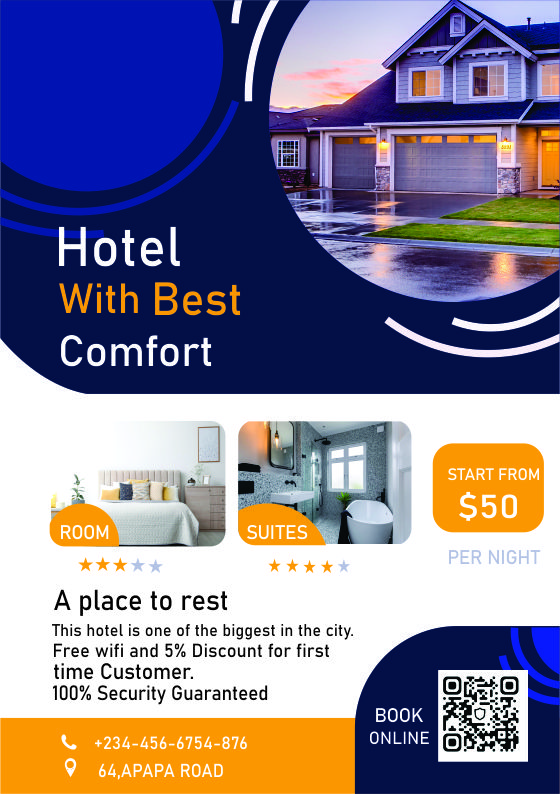 Hotel
With Best
Comfort
ROOM
SUITES
START FROM
$50
PER NIGHT
A place to rest
This hotel is one of the biggest in the city.
Free wifi and 5% Discount for first
time Customer.
100% Security Guaranteed
BOOK
ONLINE
+234-456-6754-876
64,APAPA ROAD